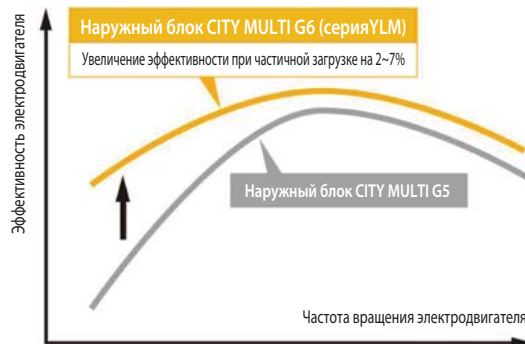 Эффективность электродвигателя
Наружный блок CITY MULTI G6 (серияYLM)
Увеличение эффективности при частичной загрузке на 2~7%
Наружный блок CITY MULTI G5
Частота вращения электродвигателя